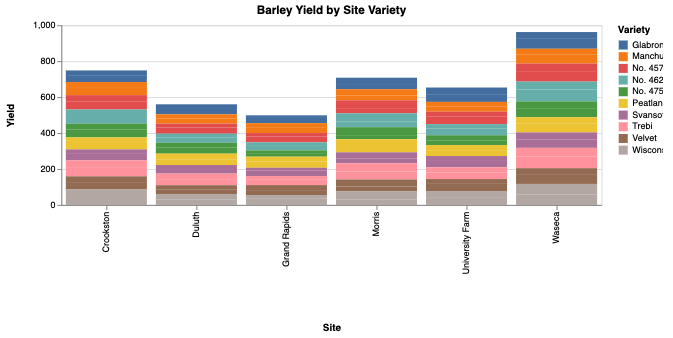 Barley Yield by Site Variety
Yield
1,000
800
600
400
200
0
Crookston
Duluth
Grand Rapids
Morris
University Farm
Waseca
Site
Variety
Glabron
Manchu
No. 457
No. 462
No. 475
Peatlan
Svanso
Trebi
Velvet
Wiscon